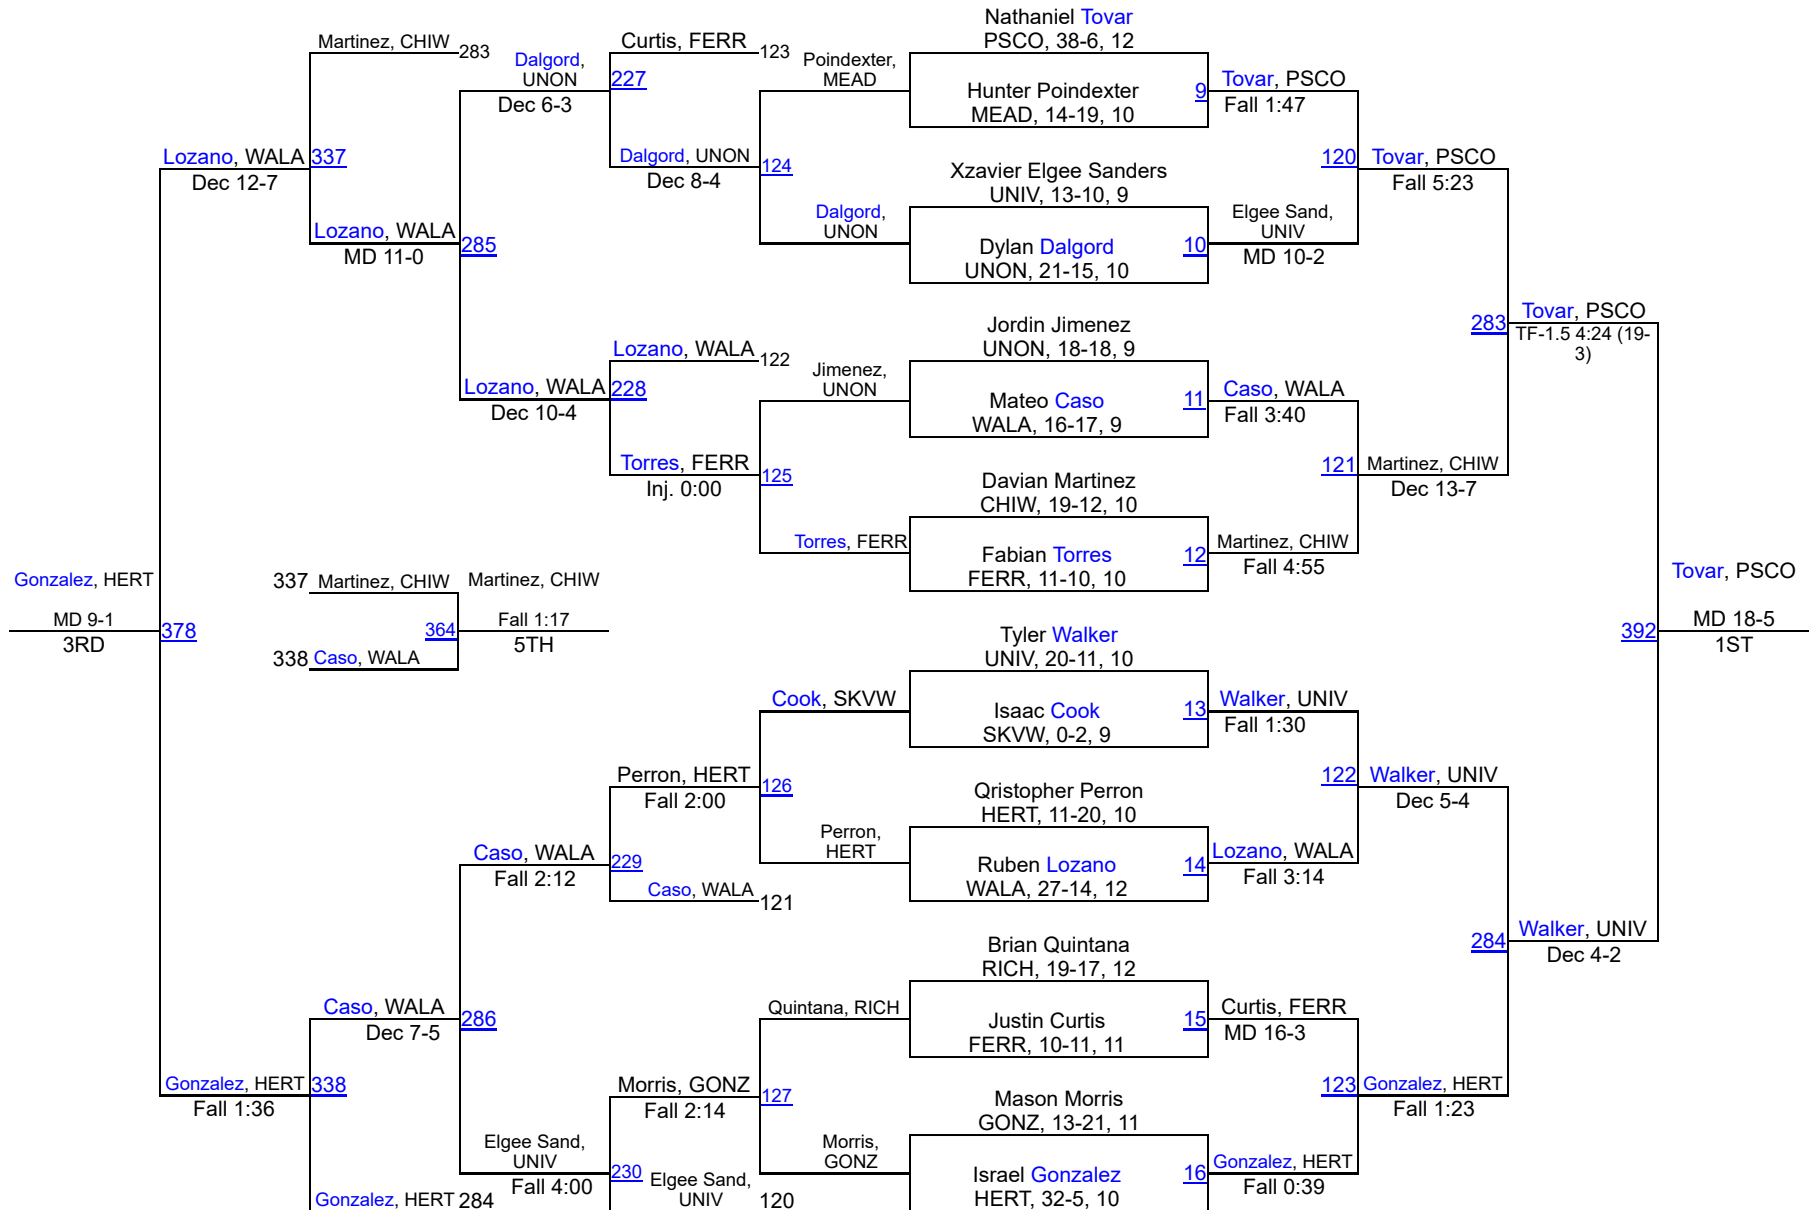 Nathaniel Tovar
PSCO, 38-6, 12
Hunter Poindexter
MEAD, 14-19, 10
9
Xzavier Elgee Sanders
UNIV, 13-10, 9
Dylan Dalgord
UNON, 21-15, 10
10
Jordin Jimenez
UNON, 18-18, 9
Mateo Caso
WALA, 16-17, 9
11
Davian Martinez
CHIW, 19-12, 10
Fabian Torres
FERR, 11-10, 10
12
Tyler Walker
UNIV, 20-11, 10
Isaac Cook
SKVW, 0-2, 9
13
Qristopher Perron
HERT, 11-20, 10
Ruben Lozano
WALA, 27-14, 12
14
Brian Quintana
RICH, 19-17, 12
Justin Curtis
FERR, 10-11, 11
15
Mason Morris
GONZ, 13-21, 11
Israel Gonzalez
HERT, 32-5, 10
16
Tovar, PSCO
Fall 1:47
120
Elgee Sand,
UNIV
MD 10-2
Caso, WALA
Fall 3:40
121
Martinez, CHIW
Fall 4:55
Walker, UNIV
Fall 1:30
122
Lozano, WALA
Fall 3:14
Curtis, FERR
MD 16-3
123
Gonzalez, HERT
Fall 0:39
Tovar, PSCO
Fall 5:23
283
Martinez, CHIW
Dec 13-7
Walker, UNIV
Dec 5-4
284
Gonzalez, HERT
Fall 1:23
Tovar, PSCO
TF-1.5 4:24 (19-
3)
392
Walker, UNIV
Dec 4-2
Tovar, PSCO
MD 18-5
1ST
Poindexter,
MEAD
124
Dalgord,
UNON
Jimenez,
UNON
125
Torres, FERR
Cook, SKVW
126
Perron,
HERT
Quintana, RICH
127
Morris,
GONZ
Curtis, FERR
123
227
Dalgord, UNON
Dec 8-4
Lozano, WALA
122
228
Torres, FERR
Inj. 0:00
Perron, HERT
Fall 2:00
229
Caso, WALA
121
Morris, GONZ
Fall 2:14
230
Elgee Sand,
UNIV
120
Dalgord,
UNON
Dec 6-3
285
Lozano, WALA
Dec 10-4
Caso, WALA
Fall 2:12
286
Elgee Sand,
UNIV
Fall 4:00
Martinez, CHIW
283
337
Lozano, WALA
MD 11-0
Caso, WALA
Dec 7-5
338
Gonzalez, HERT
284
Lozano, WALA
Dec 12-7
378
Gonzalez, HERT
Fall 1:36
Gonzalez, HERT
MD 9-1
3RD
337
Martinez, CHIW
364
338
Caso, WALA
Martinez, CHIW
Fall 1:17
5TH